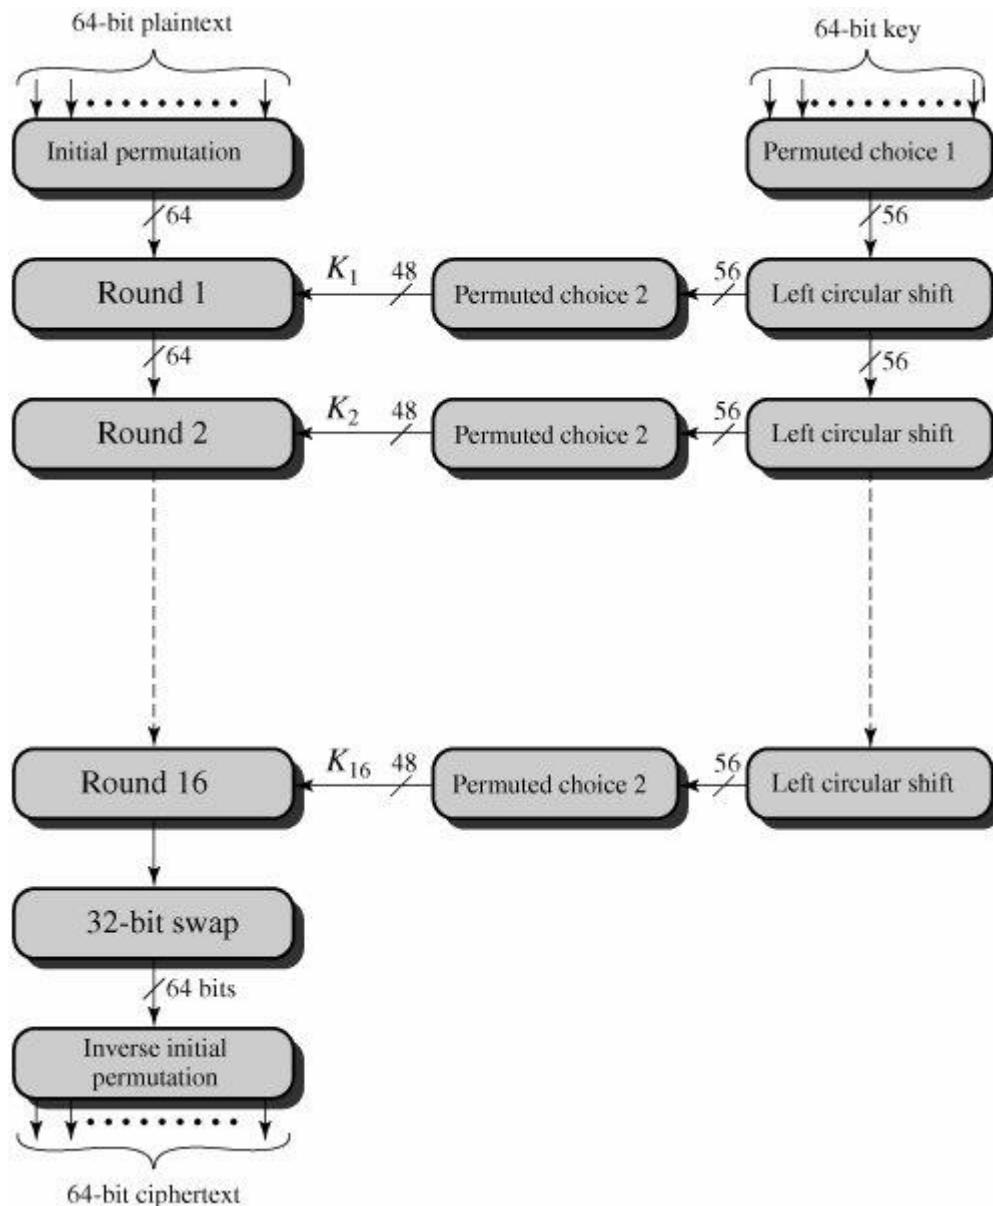 64-bit plaintext
64-bit key
Initial permutation
Permuted choice 1
64
56
Round 1
K1
48
Permuted choice 2
56
Left circular shift
64
56
Round 2
K2
48
Permuted choice 2
56
Left circular shift
Round 16
K16
48
Permuted choice 2
56
Left circular shift
32-bit swap
64 bits
Inverse initial
permutation
64-bit ciphertext